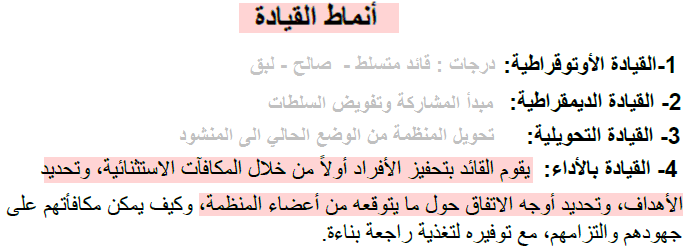 أنماط القيادة
1-القيادة الأوتوقراطية: درجات : قائد متسلط - صالح - لبق
2- القيادة الديمقراطية: مبدأ المشاركة وتفويض السلطات
3- القيادة التحويلية: تحويل المنظمة من الوضع الحالي الى المنشود
4- القيادة بالأداء: يقوم القائد بتحفيز الأفراد أولاً من خلال المكافآت الاستثنائية، وتحديد
الأهداف، وتحديد أوجه الاتفاق حول ما يتوقعه من أعضاء المنظمة، وكيف يمكن مكافأتهم على
جهودهم والتزامهم، مع توفيره لتغذية راجعة بناءة.